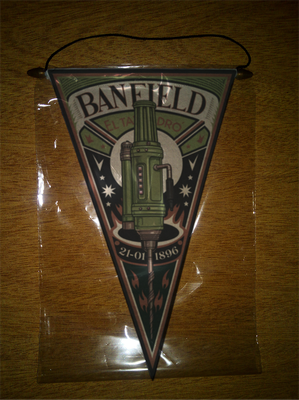 BANFIELD
EL TALADRO
21-01 1896